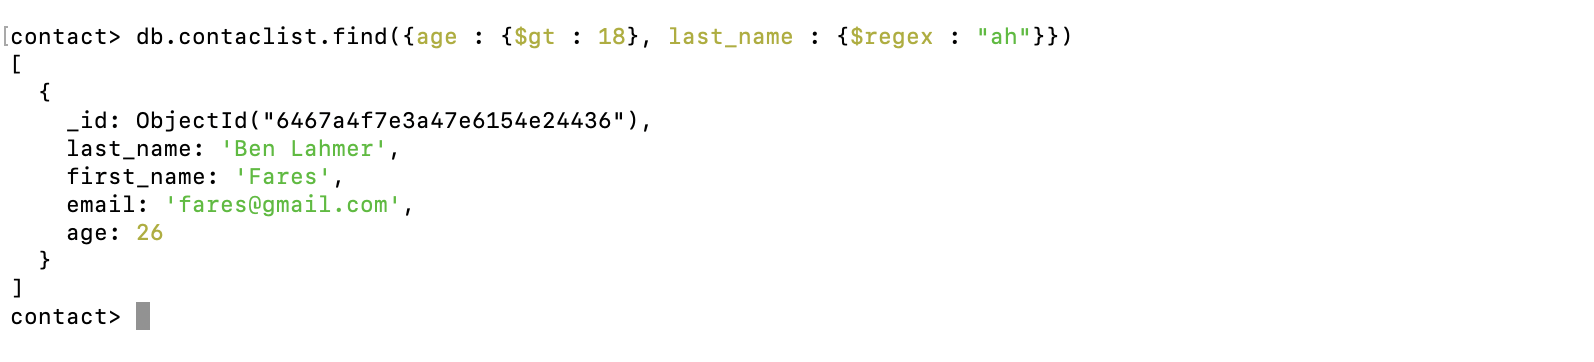 [contact> db.contaclist.find({age : {$gt : 18}, last_name : {$regex : "ah"}})
[
  {
    _id: ObjectId("6467a4f7e3a47e6154e24436"),
    last_name: 'Ben Lahmer',
    first_name: 'Fares',
    email: 'fares@gmail.com',
    age: 26
  }
]
contact>